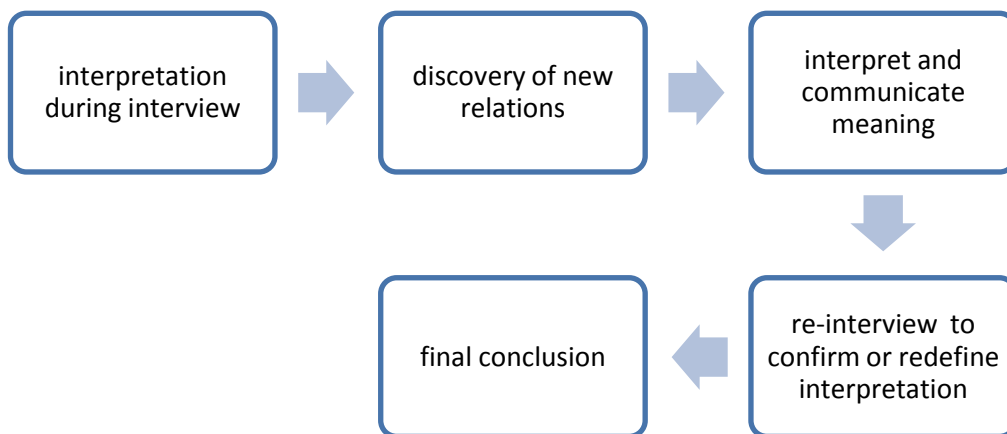 interpretation
during interview
discovery of new
relations
interpret and
communicate
meaning
re-interview to
confirm or redefine
interpretation
final conclusion